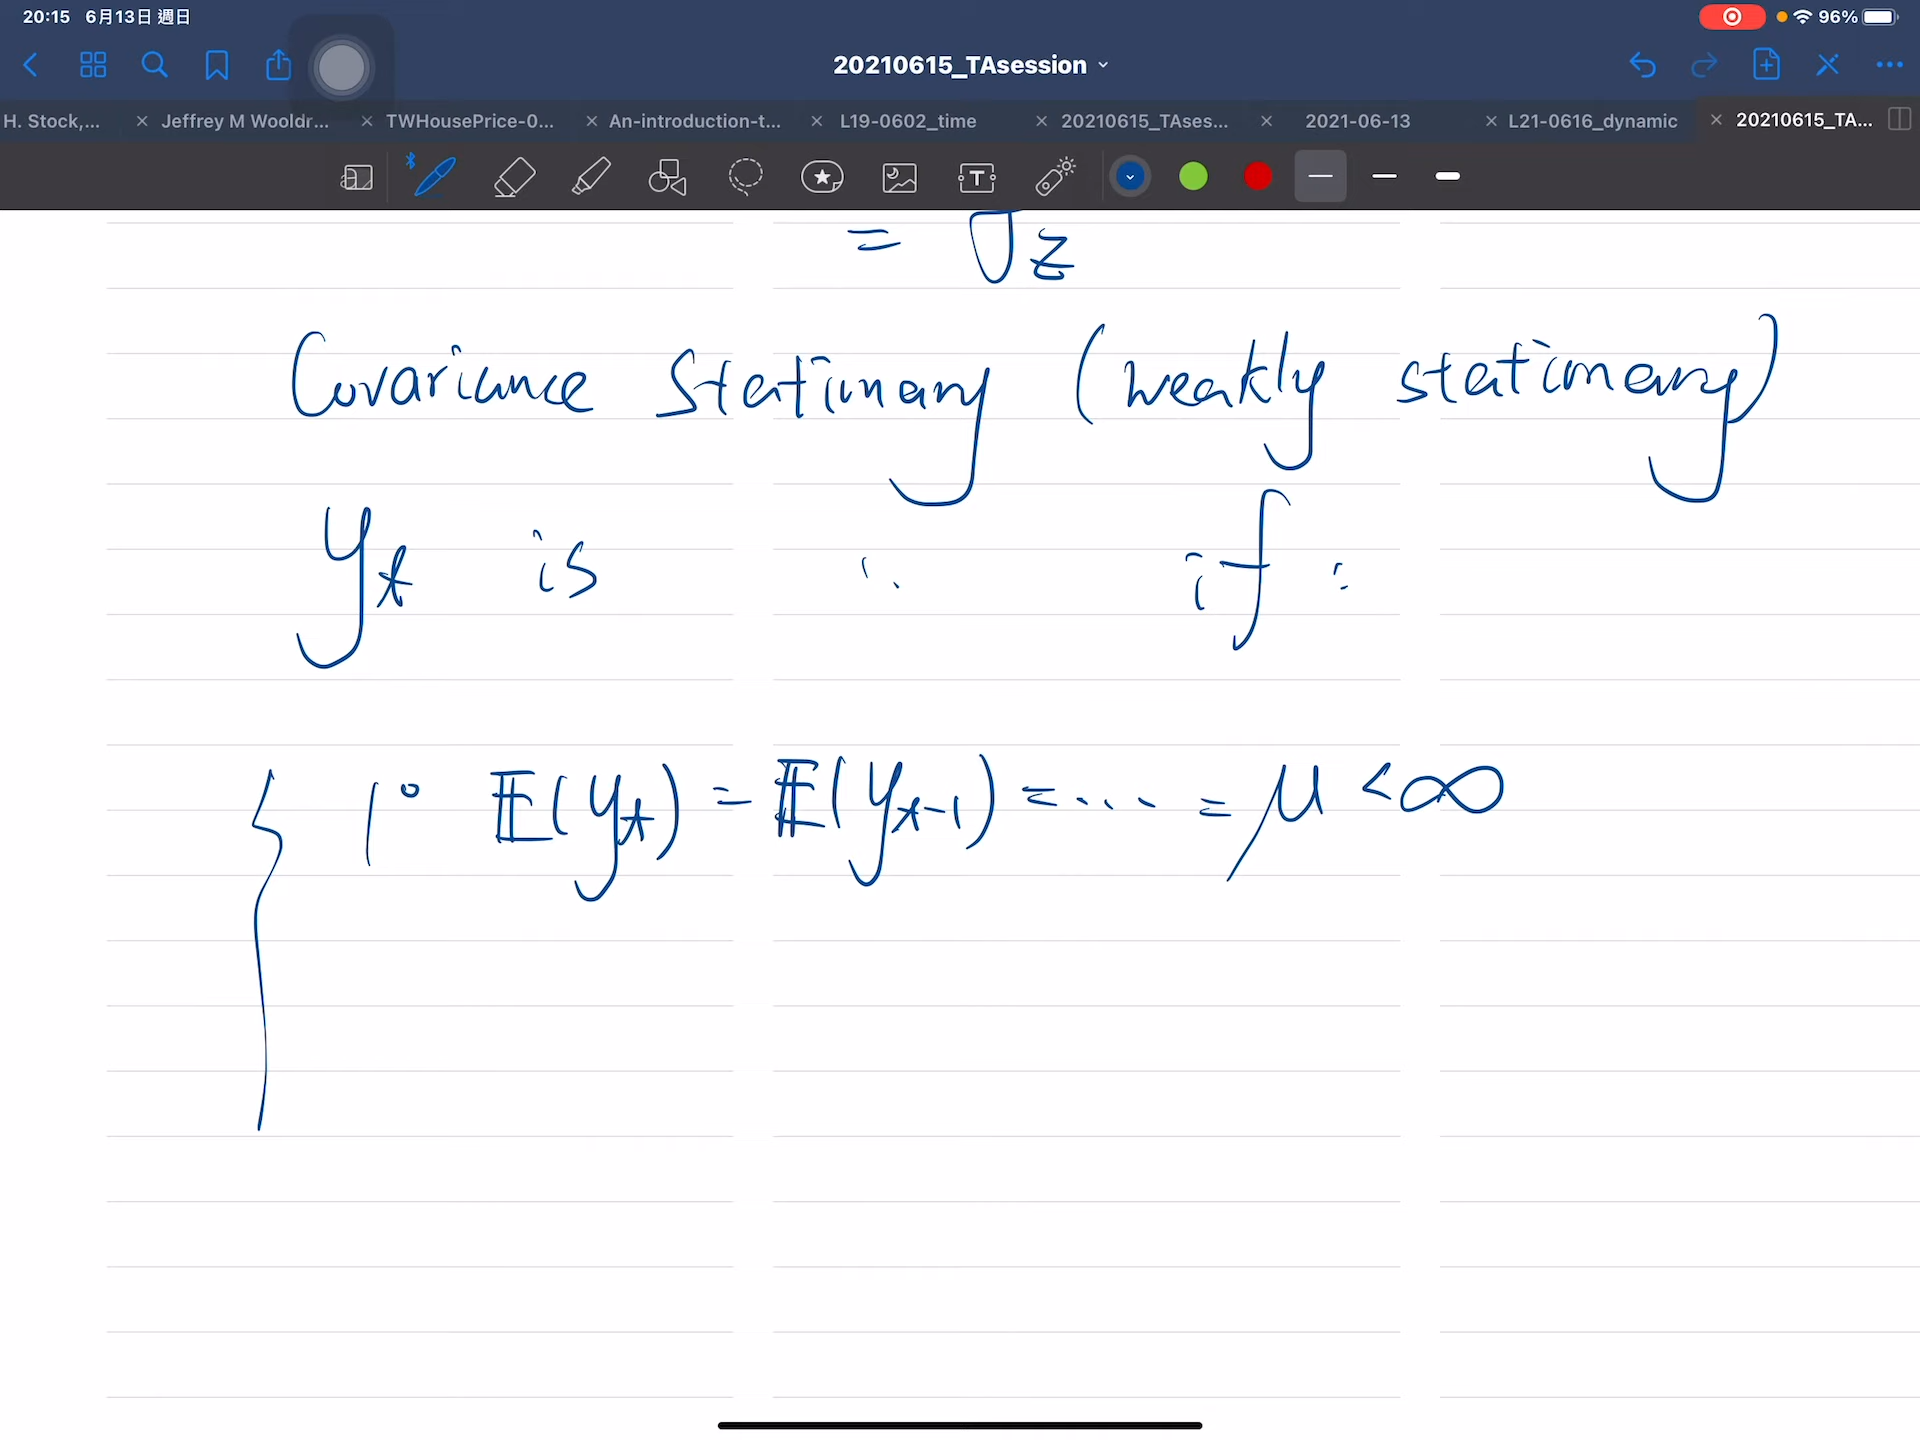 20:15 6月13日 週日 96%
20210615_TAsession
H. Stock,... Jeffrey M Wooldr... TWHousePrice-0... An-introduction-t... L19-0602_time 20210615_TAses... 2021-06-13 L21-0616_dynamic 20210615_TA...
= σz
Covariance Stationary (weakly stationary)
yt is ".. if :
1° 𝔼(yt) = 𝔼(yt-1) = ... = μ < ∞